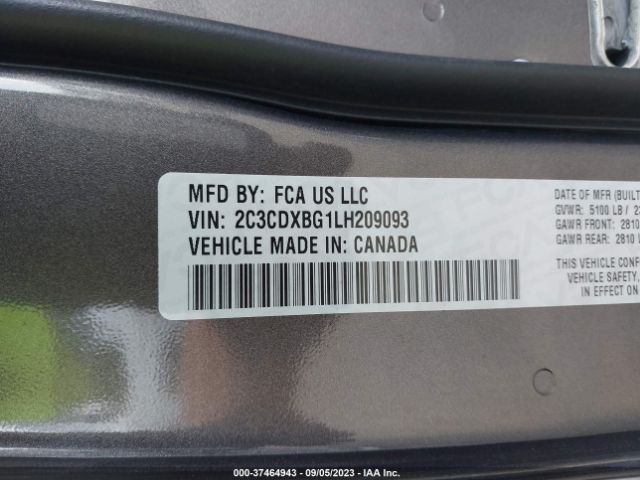 MFD BY: FCA US LLC
VIN: 2C3CDXBG1LH209093
VEHICLE MADE IN: CANADA
DATE OF MFR (BUILT
GVWR: 5100 LB /
GAWR FRONT: 2810
GAWR REAR: 2810
THIS VEHICLE
VEHICLE SAFETY,
IN EFFECT ON
000-37464943 - 09/05/2023 - IAA Inc.